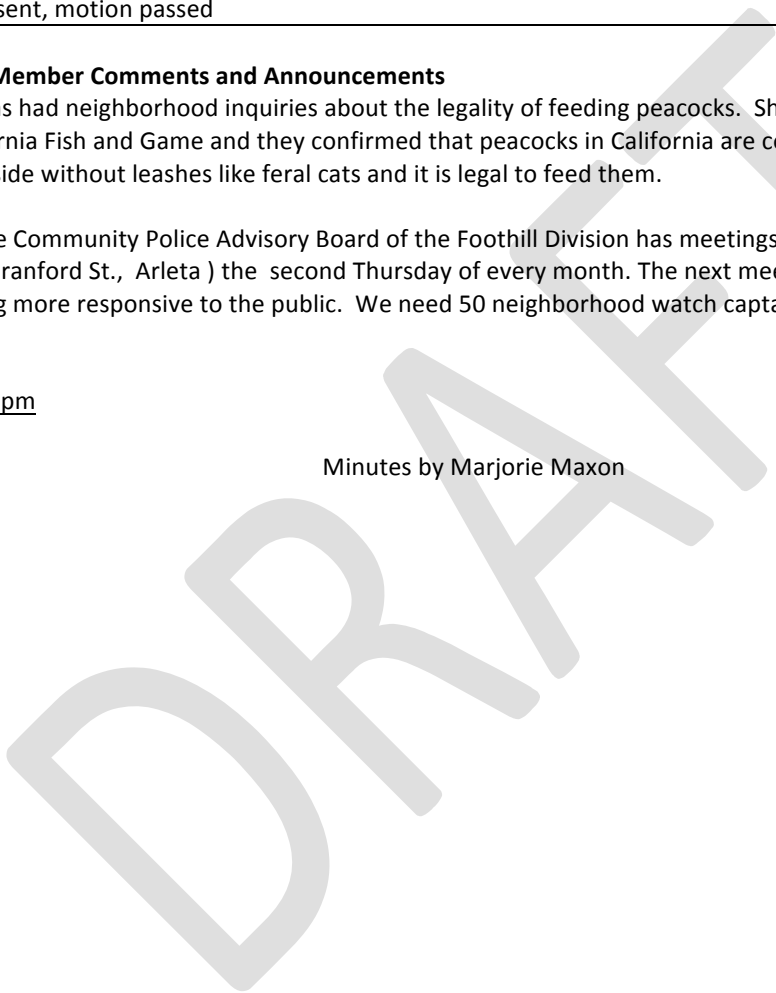 sent, motion passed
Member Comments and Announcements
as had neighborhood inquiries about the legality of feeding peacocks. Sh
rnia Fish and Game and they confirmed that peacocks in California are co
side without leashes like feral cats and it is legal to feed them.
e Community Police Advisory Board of the Foothill Division has meetings
ranford St., Arleta ) the second Thursday of every month. The next mee
g more responsive to the public. We need 50 neighborhood watch capta
pm
Minutes by Marjorie Maxon
DRAFT